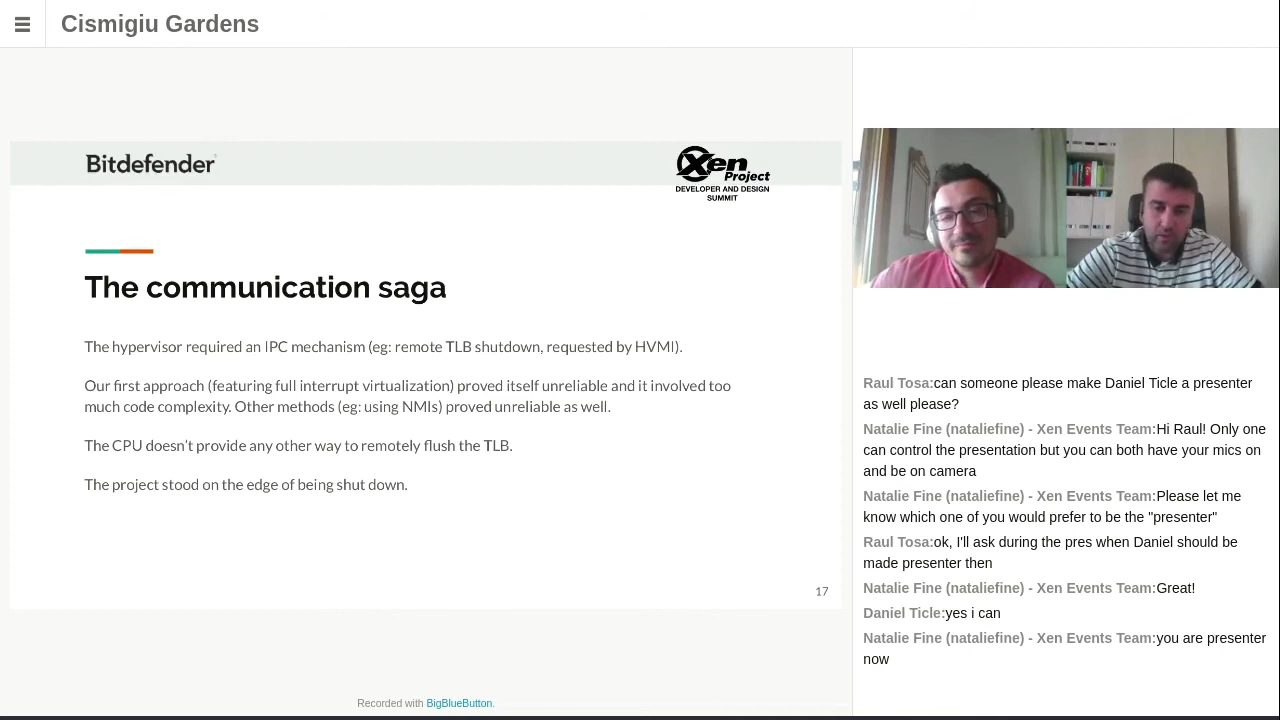 Cismigiu Gardens
Bitdefender
Xen
Project
DEVELOPER AND DESIGN
SUMMIT
The communication saga
The hypervisor required an IPC mechanism (eg: remote TLB shutdown, requested by HVMI).
Our first approach (featuring full interrupt virtualization) proved itself unreliable and it involved too
much code complexity. Other methods (eg: using NMIs) proved unreliable as well.
The CPU doesn't provide any other way to remotely flush the TLB.
The project stood on the edge of being shut down.
17
Recorded with BigBlueButton.
Raul Tosa:can someone please make Daniel Ticle a presenter
as well please?
Natalie Fine (nataliefine) - Xen Events Team:Hi Raul! Only one
can control the presentation but you can both have your mics on
and be on camera
Natalie Fine (nataliefine) - Xen Events Team:Please let me
know which one of you would prefer to be the "presenter"
Raul Tosa:ok, I'll ask during the pres when Daniel should be
made presenter then
Natalie Fine (nataliefine) - Xen Events Team:Great!
Daniel Ticle:yes i can
Natalie Fine (nataliefine) - Xen Events Team:you are presenter
now